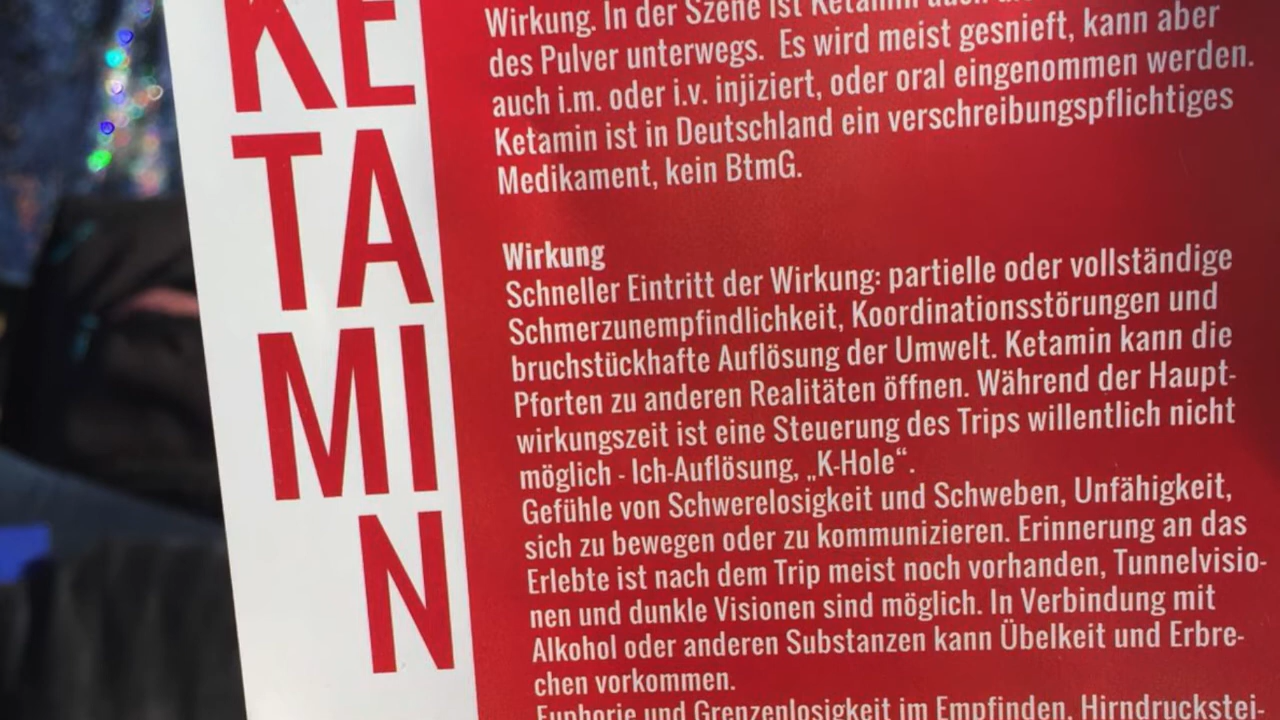 KE
TA
MI
N
Wirkung. In der Szene ist Ketamin auch
des Pulver unterwegs. Es wird meist gesnieft, kann aber
auch i.m. oder i.v. injiziert, oder oral eingenommen werden.
Ketamin ist in Deutschland ein verschreibungspflichtiges
Medikament, kein BtmG.
Wirkung
Schneller Eintritt der Wirkung: partielle oder vollständige
Schmerzunempfindlichkeit, Koordinationsstörungen und
bruchstückhafte Auflösung der Umwelt. Ketamin kann die
Pforten zu anderen Realitäten öffnen. Während der Haupt-
wirkungszeit ist eine Steuerung des Trips willentlich nicht
möglich - Ich-Auflösung, „K-Hole“.
Gefühle von Schwerelosigkeit und Schweben, Unfähigkeit,
sich zu bewegen oder zu kommunizieren. Erinnerung an das
Erlebte ist nach dem Trip meist noch vorhanden, Tunnelvisio-
nen und dunkle Visionen sind möglich. In Verbindung mit
Alkohol oder anderen Substanzen kann Übelkeit und Erbre-
chen vorkommen.
Euphorie und Grenzenlosigkeit im Empfinden, Hirndruckstei-